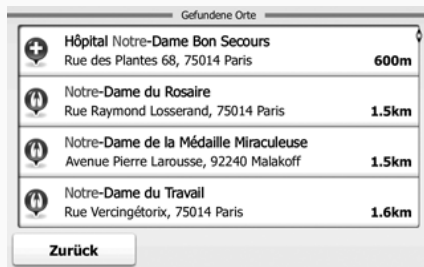 Gefundene Orte
Hôpital Notre-Dame Bon Secours
Rue des Plantes 68, 75014 Paris 600m
Notre-Dame du Rosaire
Rue Raymond Losserand, 75014 Paris 1.5km
Notre-Dame de la Médaille Miraculeuse
Avenue Pierre Larousse, 92240 Malakoff 1.5km
Notre-Dame du Travail
Rue Vercingétorix, 75014 Paris 1.6km
Zurück